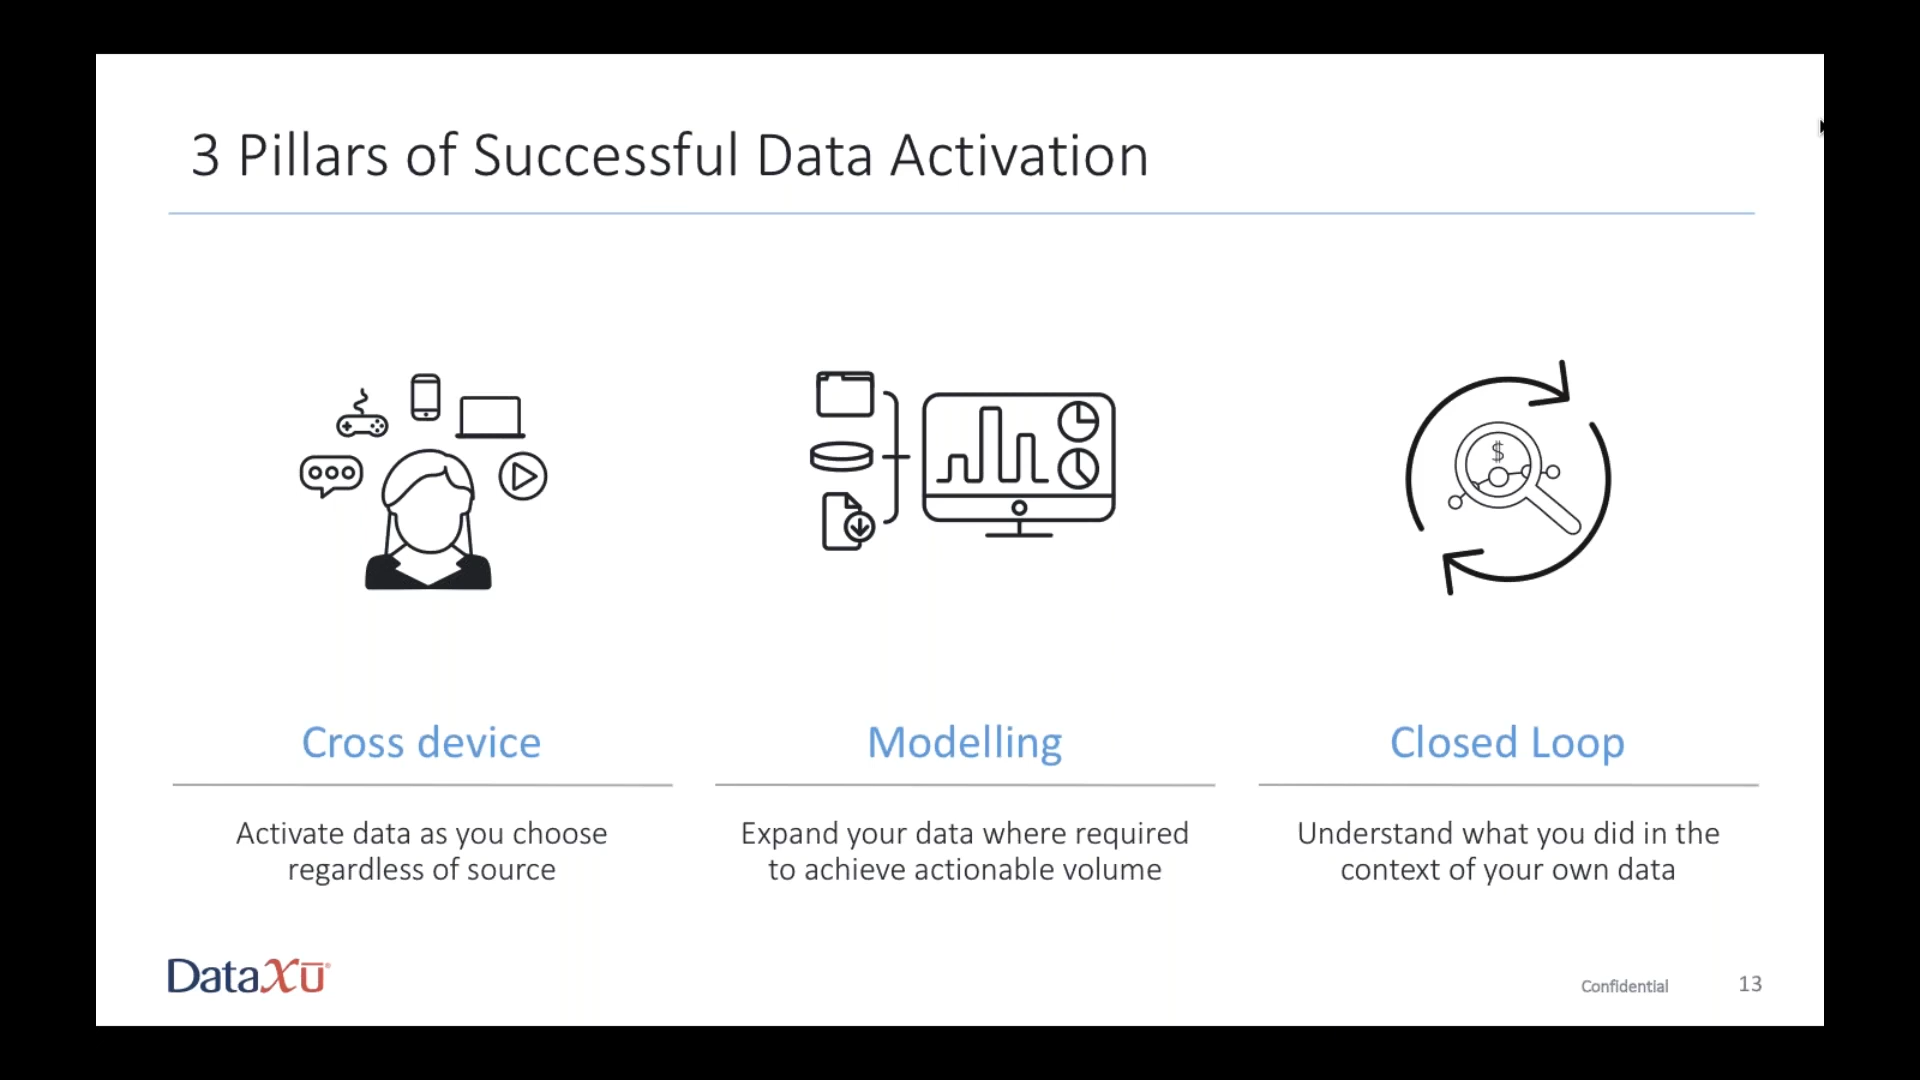 3 Pillars of Successful Data Activation
$
Cross device
Activate data as you choose
regardless of source
Modelling
Expand your data where required
to achieve actionable volume
Closed Loop
Understand what you did in the
context of your own data
DataXū®
Confidential
13